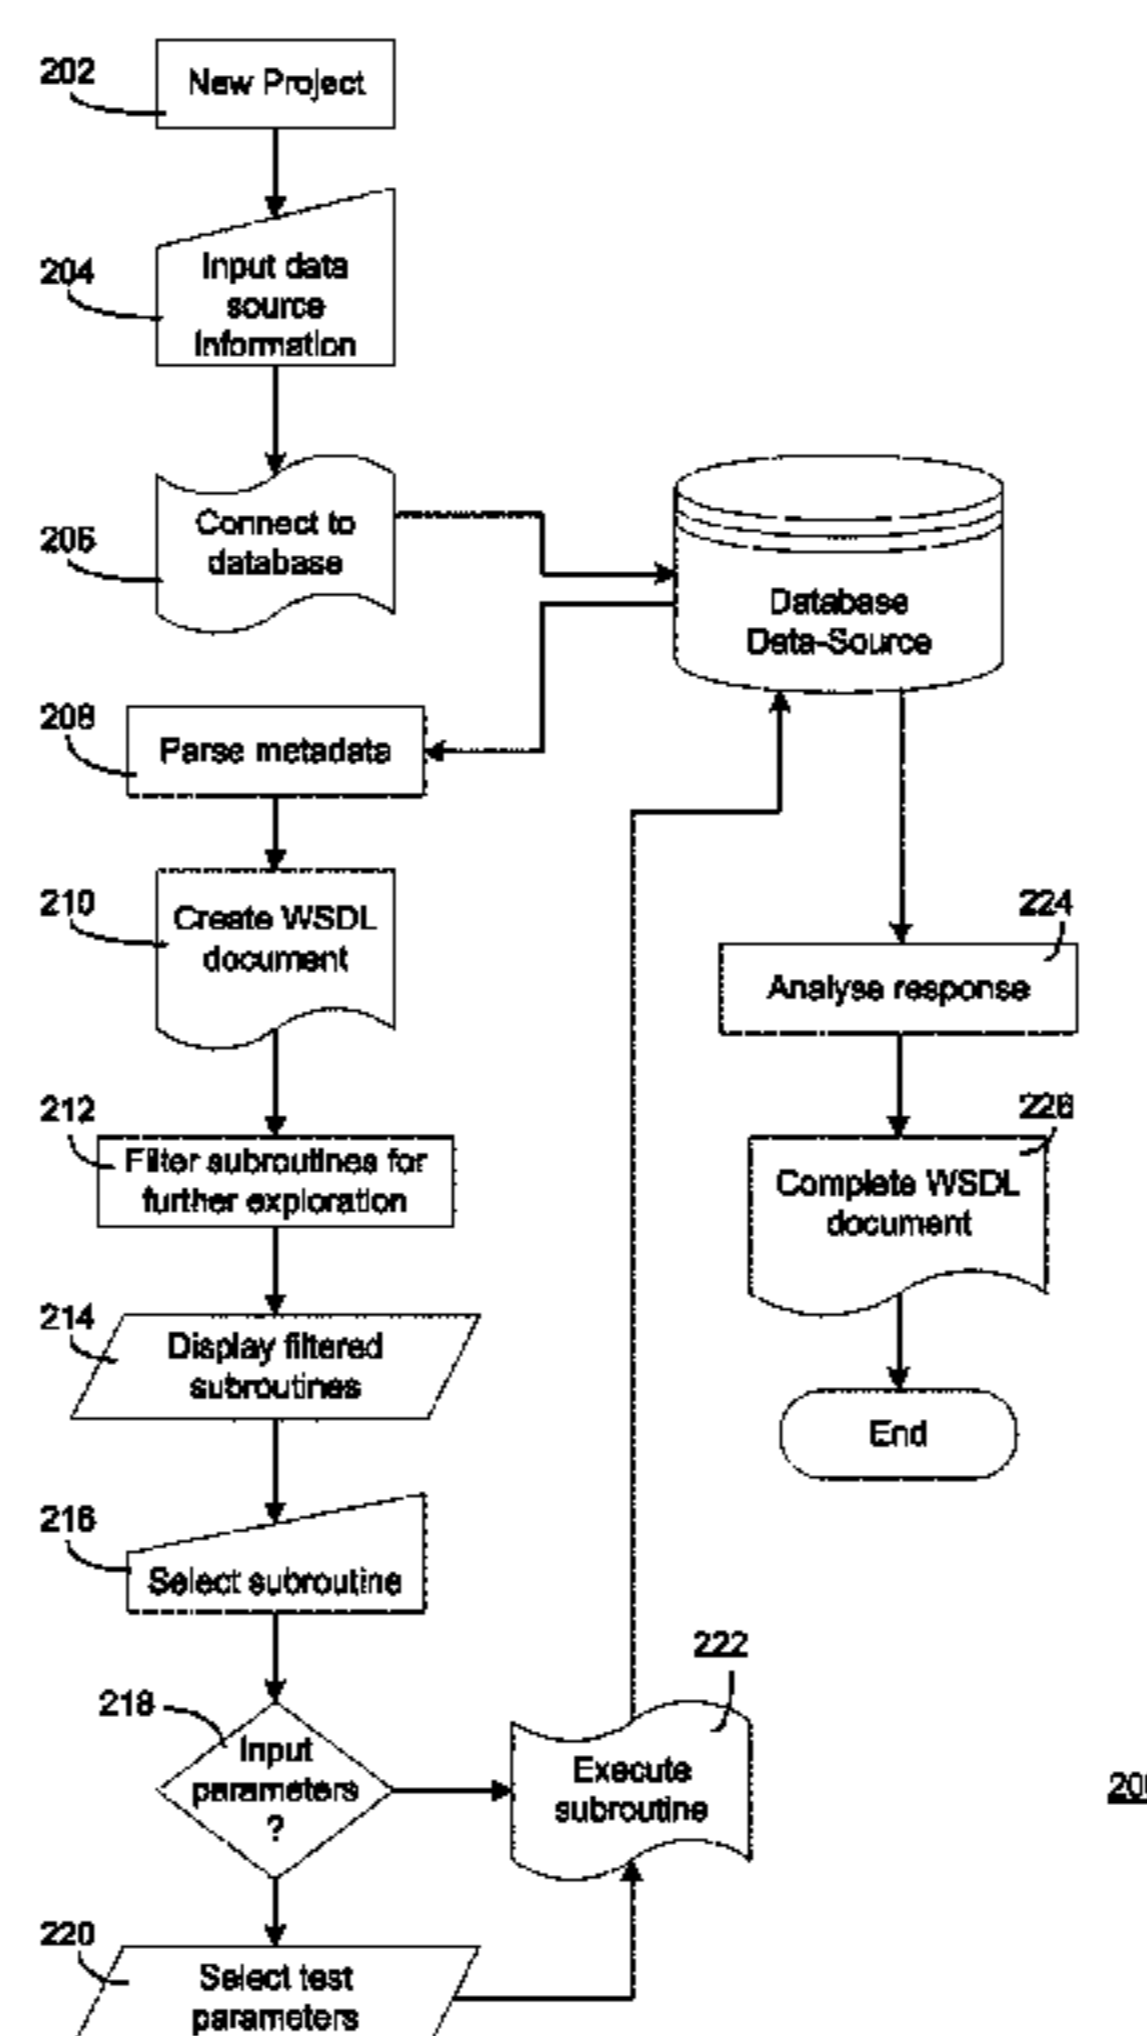 202
New Project
204
Input data
source
Information
206
Connect to
database
Database
Data-Source
208
Parse metadata
210
Create WSDL
document
224
Analyse response
212
Filter subroutines for
further exploration
226
Complete WSDL
document
214
Display filtered
subroutines
End
216
Select subroutine
222
218
Input
parameters
?
Execute
subroutine
220
Select test
parameters